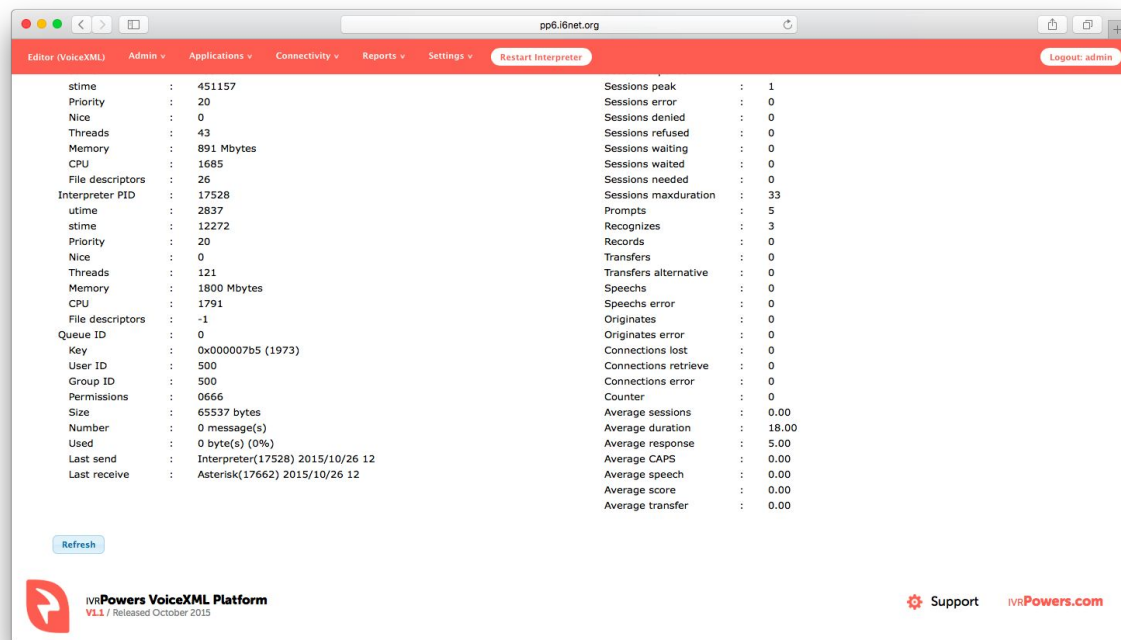 pp6.i6net.org
Editor (VoiceXML) Admin v Applications v Connectivity v Reports v Settings v Restart Interpreter Logout: admin
stime : 451157
Priority : 20
Nice : 0
Threads : 43
Memory : 891 Mbytes
CPU : 1685
File descriptors : 26
Interpreter PID : 17528
utime : 2837
stime : 12272
Priority : 20
Nice : 0
Threads : 121
Memory : 1800 Mbytes
CPU : 1791
File descriptors : -1
Queue ID : 0
Key : 0x000007b5 (1973)
User ID : 500
Group ID : 500
Permissions : 0666
Size : 65537 bytes
Number : 0 message(s)
Used : 0 byte(s) (0%)
Last send : Interpreter(17528) 2015/10/26 12
Last receive : Asterisk(17662) 2015/10/26 12
Sessions peak : 1
Sessions error : 0
Sessions denied : 0
Sessions refused : 0
Sessions waiting : 0
Sessions waited : 0
Sessions needed : 0
Sessions maxduration : 33
Prompts : 5
Recognizes : 3
Records : 0
Transfers : 0
Transfers alternative : 0
Speechs : 0
Speechs error : 0
Originates : 0
Originates error : 0
Connections lost : 0
Connections retrieve : 0
Connections error : 0
Counter : 0
Average sessions : 0.00
Average duration : 18.00
Average response : 5.00
Average CAPS : 0.00
Average speech : 0.00
Average score : 0.00
Average transfer : 0.00
Refresh
IVRPowers VoiceXML Platform
V1.1 / Released October 2015
Support IVRPowers.com